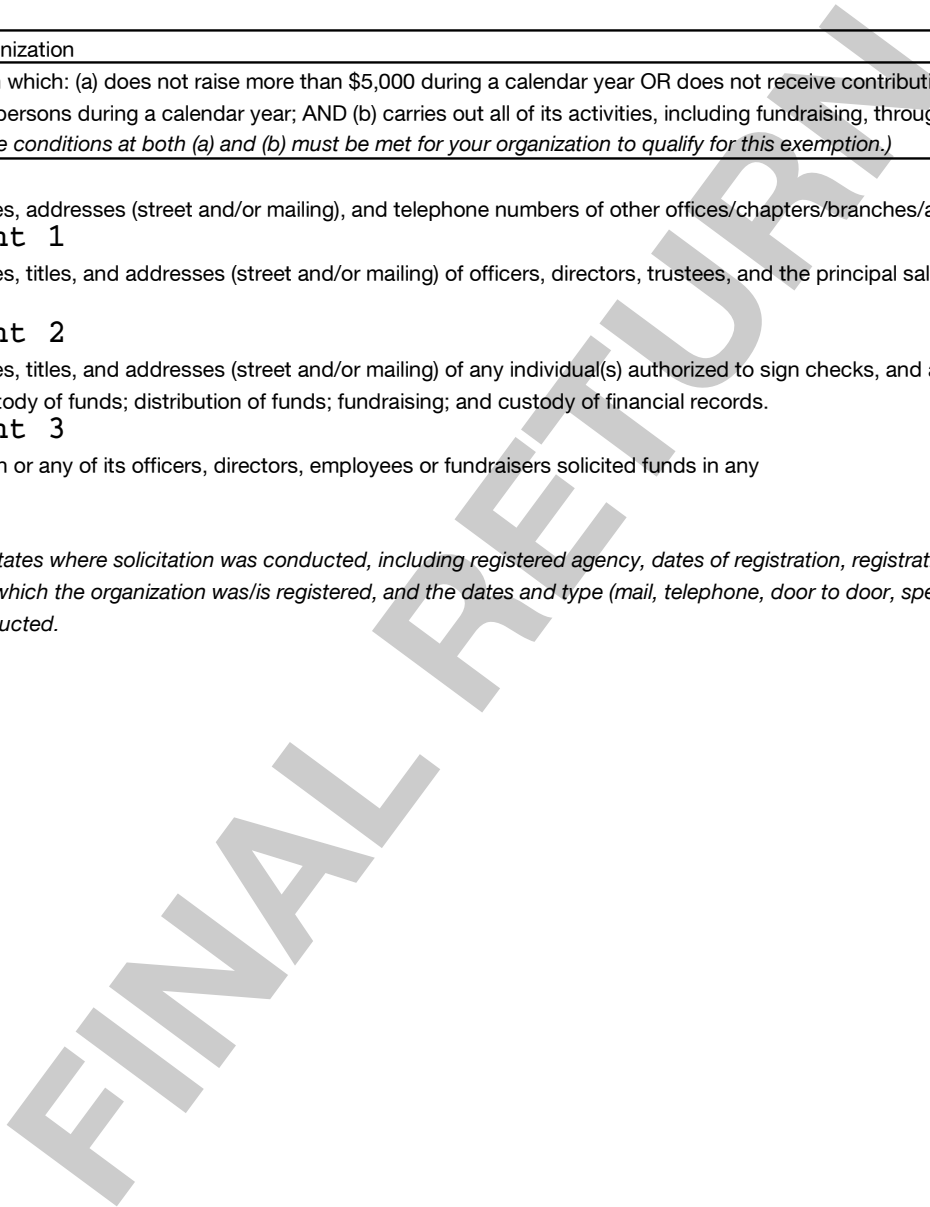 nization
which: (a) does not raise more than $5,000 during a calendar year OR does not receive contributi
persons during a calendar year; AND (b) carries out all of its activities, including fundraising, throug
e conditions at both (a) and (b) must be met for your organization to qualify for this exemption.)
es, addresses (street and/or mailing), and telephone numbers of other offices/chapters/branches/a
nt 1
es, titles, and addresses (street and/or mailing) of officers, directors, trustees, and the principal sal
nt 2
es, titles, and addresses (street and/or mailing) of any individual(s) authorized to sign checks, and a
tody of funds; distribution of funds; fundraising; and custody of financial records.
nt 3
n or any of its officers, directors, employees or fundraisers solicited funds in any
tates where solicitation was conducted, including registered agency, dates of registration, registrat
which the organization was/is registered, and the dates and type (mail, telephone, door to door, spe
ucted.
FINAL RETURN